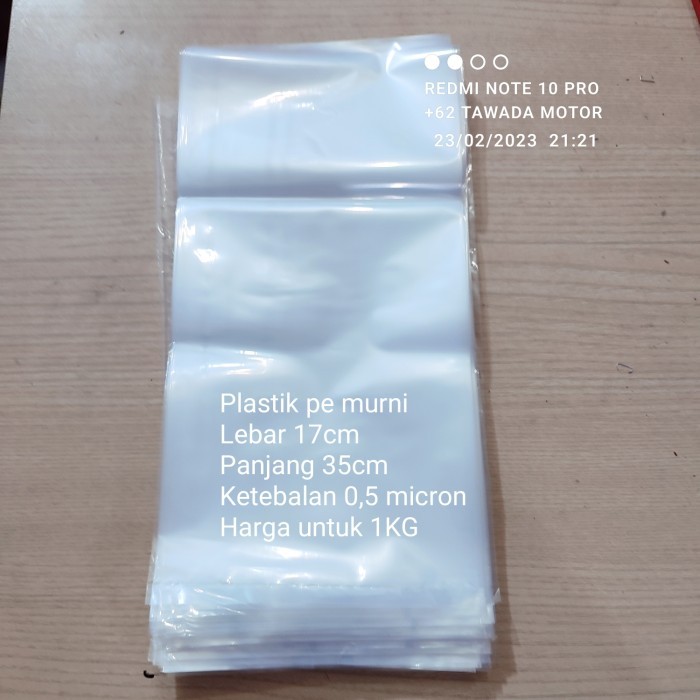 REDMI NOTE 10 PRO
+62 TAWADA MOTOR
23/02/2023 21:21
Plastik pe murni
Lebar 17cm
Panjang 35cm
Ketebalan 0,5 micron
Harga untuk 1KG